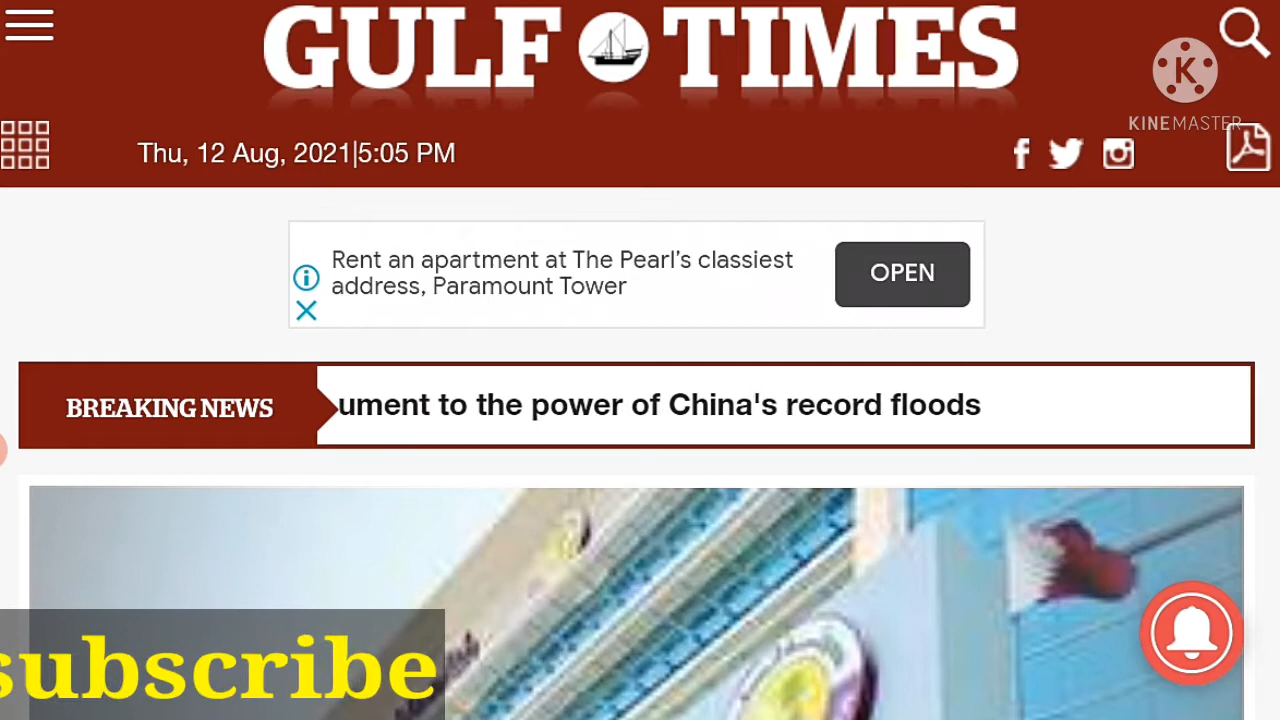 GULF TIMES
K
KINEMASTER
Thu, 12 Aug, 2021|5:05 PM
f
Rent an apartment at The Pearl's classiest
address, Paramount Tower
OPEN
BREAKING NEWS
ument to the power of China's record floods
subscribe